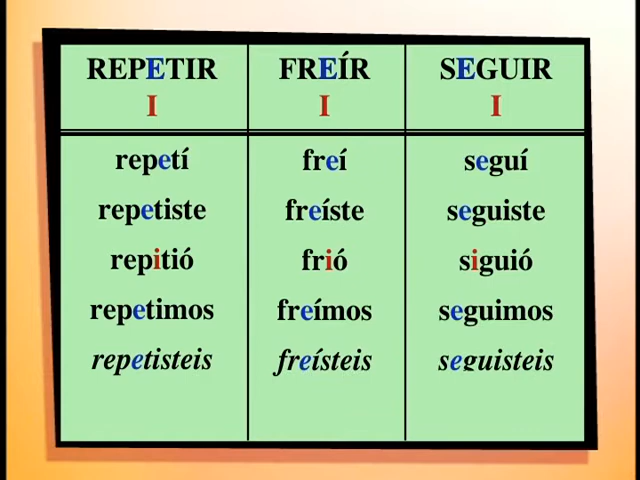 REPETIR FREÍR SEGUIR
I I I
repetí freí seguí
repetiste freíste seguiste
repitió frió siguió
repetimos freímos seguimos
repetisteis freísteis seguisteis